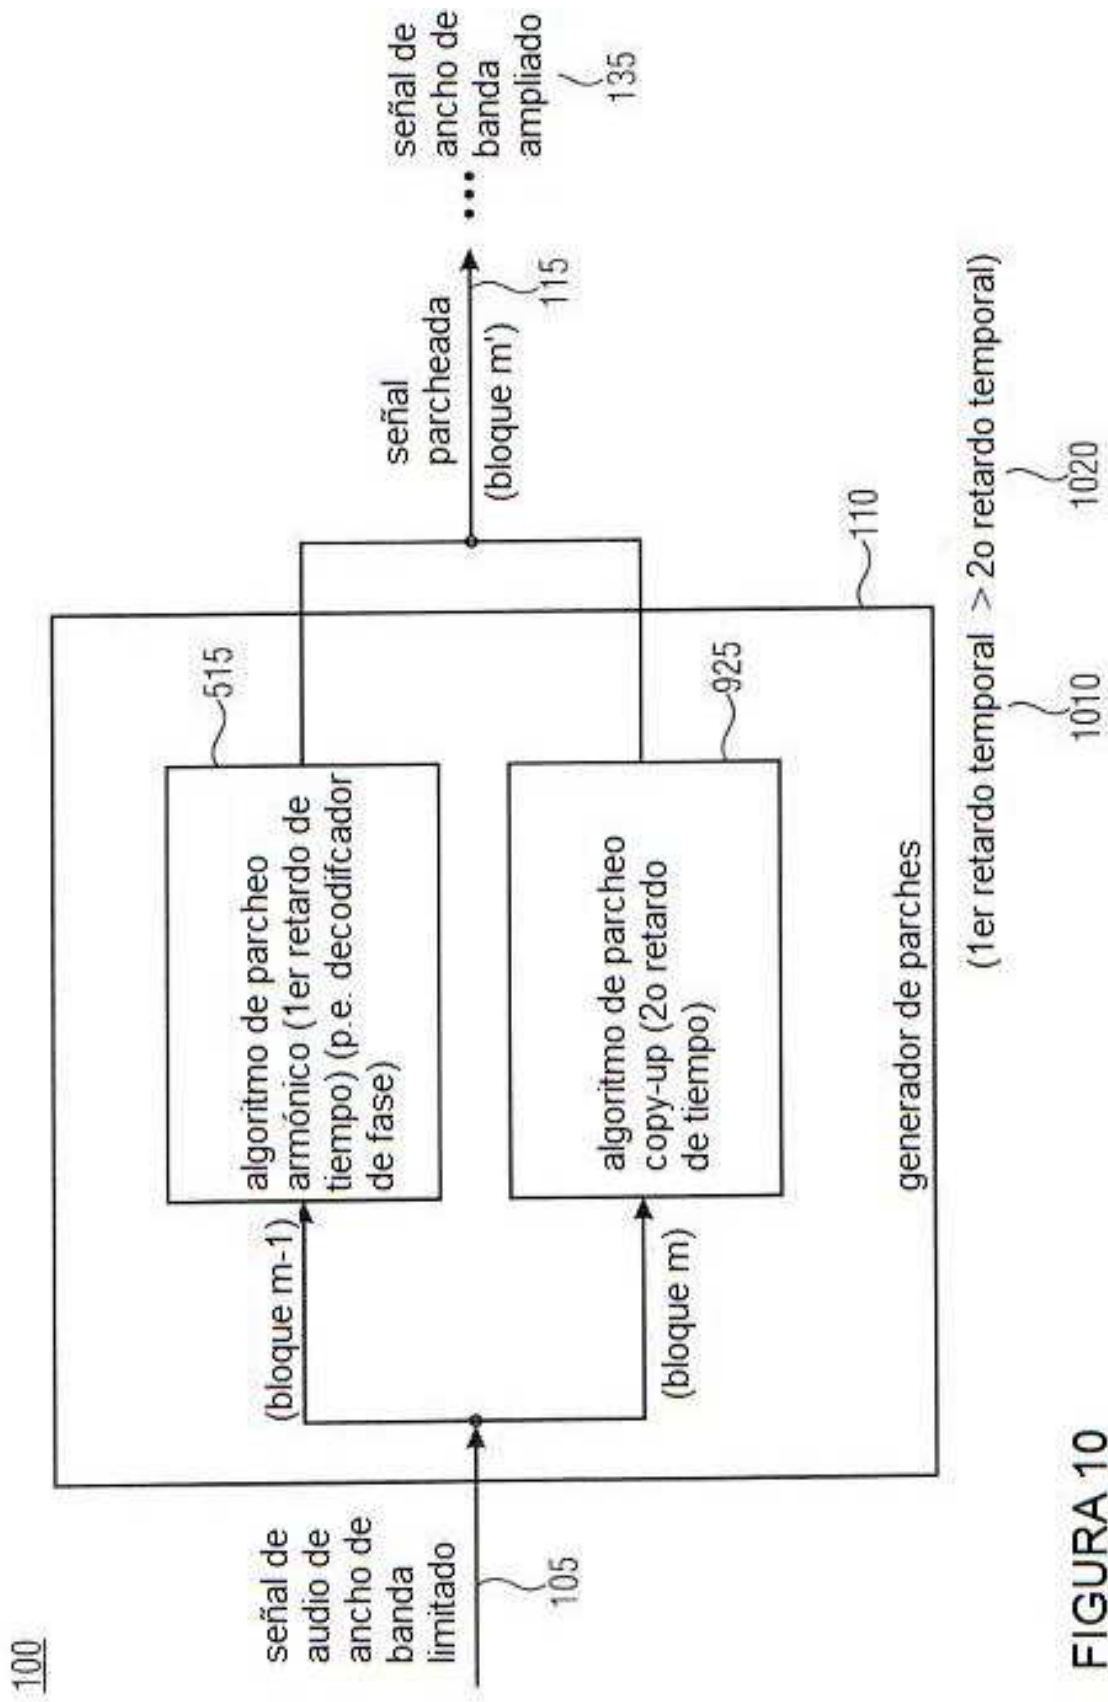 100
señal de
audio de
ancho de
banda
limitado
105
(bloque m-1)
(bloque m)
algoritmo de parcheo
armónico (1er retardo de
tiempo) (p.e. decodifcador
de fase)
515
algoritmo de parcheo
copy-up (2o retardo
de tiempo)
925
generador de parches
110
señal
parcheada
(bloque m')
115
señal de
ancho de
banda
ampliado
135
(1er retardo temporal > 2o retardo temporal)
1010
1020
FIGURA 10